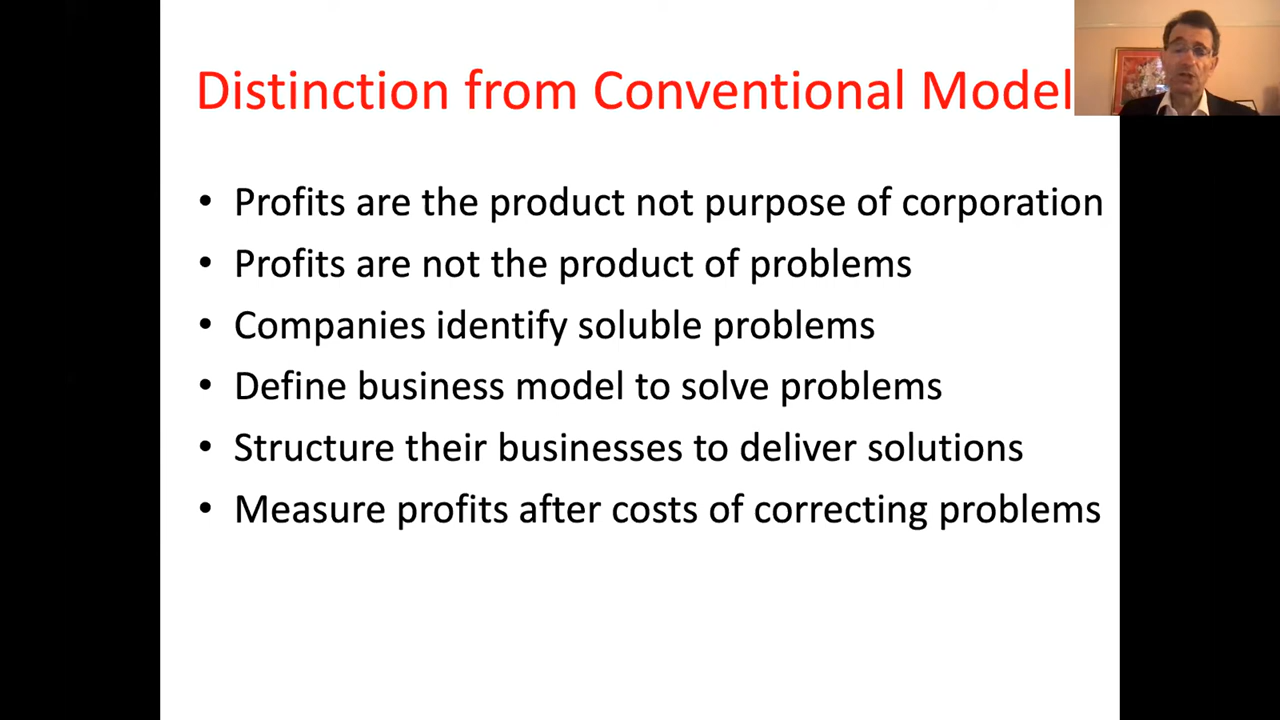 Distinction from Conventional Model
• Profits are the product not purpose of corporation
• Profits are not the product of problems
• Companies identify soluble problems
• Define business model to solve problems
• Structure their businesses to deliver solutions
• Measure profits after costs of correcting problems